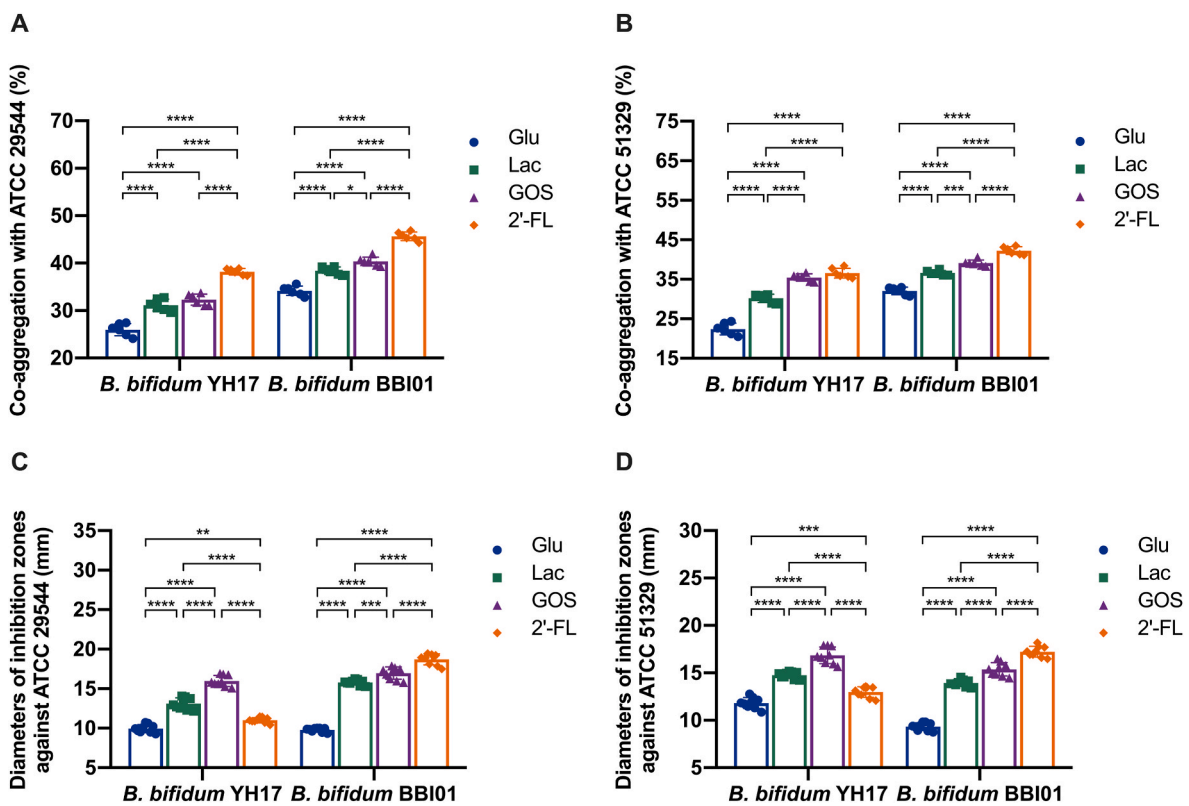 A
Co-aggregation with ATCC 29544 (%)
70
60
50
40
30
20
**** ****
**** ****
**** ****
**** **** **** * ****
B. bifidum YH17 B. bifidum BBI01
Glu
Lac
GOS
2'-FL
B
Co-aggregation with ATCC 51329 (%)
75
65
55
45
35
25
15
**** ****
**** ****
**** ****
**** **** **** *** ****
B. bifidum YH17 B. bifidum BBI01
Glu
Lac
GOS
2'-FL
C
Diameters of inhibition zones
against ATCC 29544 (mm)
35
30
25
20
15
10
5
** ****
**** ****
**** ****
**** **** **** **** *** ****
B. bifidum YH17 B. bifidum BBI01
Glu
Lac
GOS
2'-FL
D
Diameters of inhibition zones
against ATCC 51329 (mm)
30
25
20
15
10
5
*** ****
**** ****
**** ****
**** **** **** **** **** ****
B. bifidum YH17 B. bifidum BBI01
Glu
Lac
GOS
2'-FL